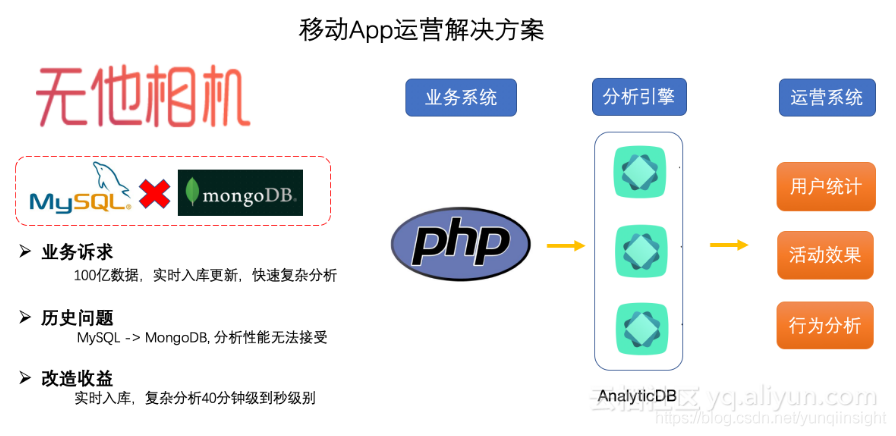 移动App运营解决方案
无他相机
MySQL®
mongoDB®
业务诉求
100亿数据，实时入库更新，快速复杂分析
历史问题
MySQL -> MongoDB, 分析性能无法接受
改造收益
实时入库，复杂分析40分钟级到秒级别
业务系统
php
分析引擎
AnalyticDB
运营系统
用户统计
活动效果
行为分析
云栖社区 yq.aliyun.com
https://blog.csdn.net/yunqiinsight